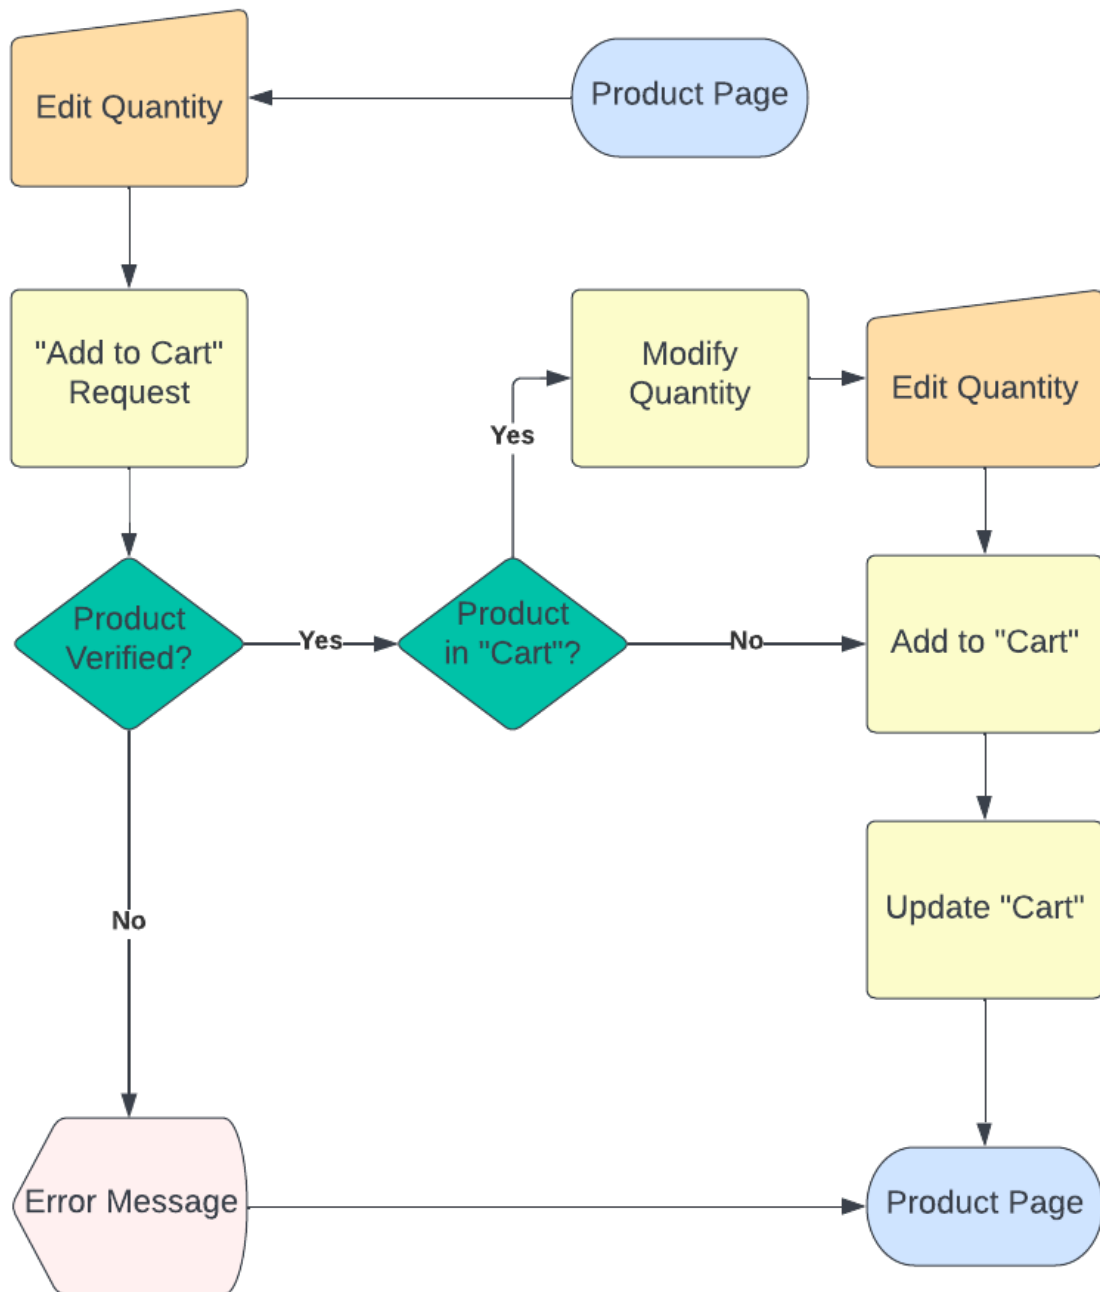 Edit Quantity
Product Page
"Add to Cart"
Request
Modify
Quantity
Edit Quantity
Yes
Product
Verified?
Yes
Product
in "Cart"?
No
Add to "Cart"
Update "Cart"
No
Error Message
Product Page